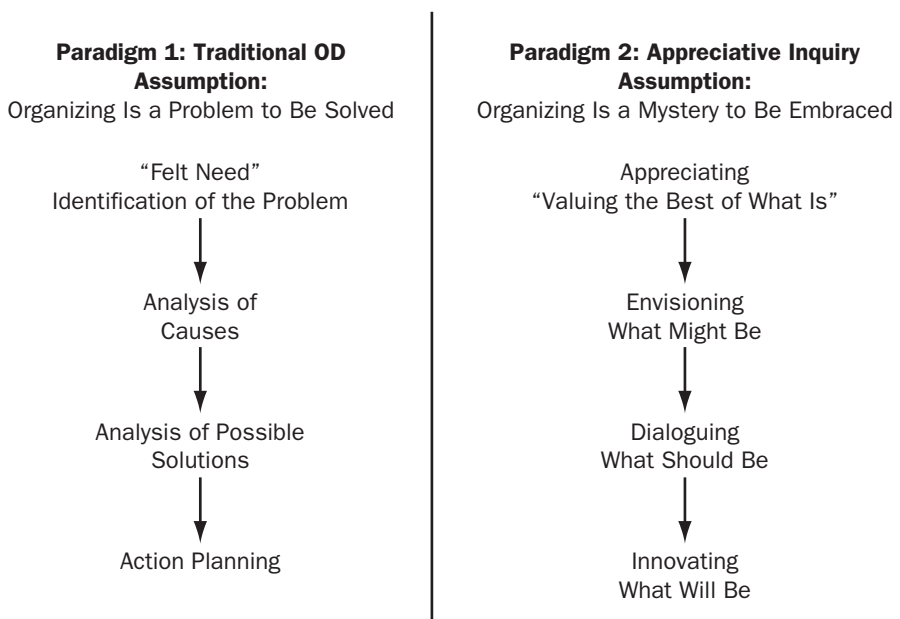 Paradigm 1: Traditional OD
Assumption:
Organizing Is a Problem to Be Solved
“Felt Need”
Identification of the Problem
Analysis of
Causes
Analysis of Possible
Solutions
Action Planning
Paradigm 2: Appreciative Inquiry
Assumption:
Organizing Is a Mystery to Be Embraced
Appreciating
“Valuing the Best of What Is”
Envisioning
What Might Be
Dialoguing
What Should Be
Innovating
What Will Be